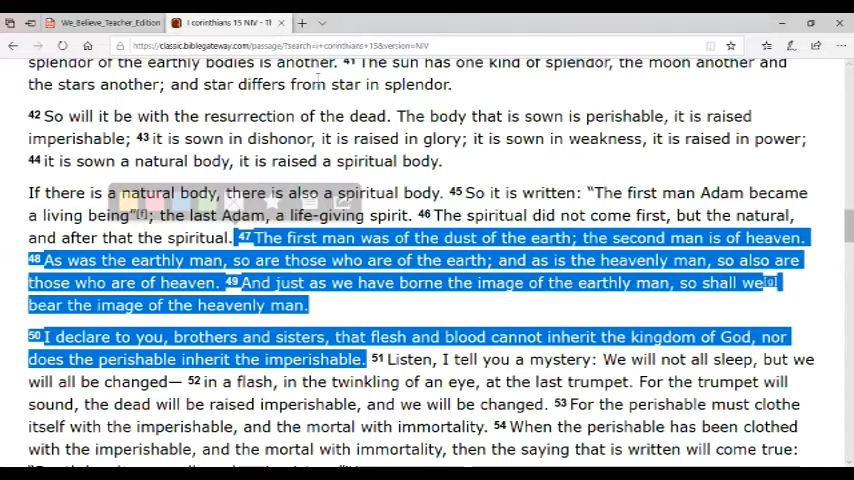 We_Believe_Teacher_Edition
I corinthians 15 NIV - Th
https://classic.biblegateway.com/passage/?search=i+corinthians+15&version=NIV
splendor of the earthly bodies is another. 41 The sun has one kind of splendor, the moon another and
the stars another; and star differs from star in splendor.
42 So will it be with the resurrection of the dead. The body that is sown is perishable, it is raised
imperishable; 43 it is sown in dishonor, it is raised in glory; it is sown in weakness, it is raised in power;
44 it is sown a natural body, it is raised a spiritual body.
If there is a natural body, there is also a spiritual body. 45 So it is written: “The first man Adam became
a living being”[f]; the last Adam, a life-giving spirit. 46 The spiritual did not come first, but the natural,
and after that the spiritual. 47 The first man was of the dust of the earth; the second man is of heaven.
48 As was the earthly man, so are those who are of the earth; and as is the heavenly man, so also are
those who are of heaven. 49 And just as we have borne the image of the earthly man, so shall we[g]
bear the image of the heavenly man.
50 I declare to you, brothers and sisters, that flesh and blood cannot inherit the kingdom of God, nor
does the perishable inherit the imperishable. 51 Listen, I tell you a mystery: We will not all sleep, but we
will all be changed— 52 in a flash, in the twinkling of an eye, at the last trumpet. For the trumpet will
sound, the dead will be raised imperishable, and we will be changed. 53 For the perishable must clothe
itself with the imperishable, and the mortal with immortality. 54 When the perishable has been clothed
with the imperishable, and the mortal with immortality, then the saying that is written will come true: